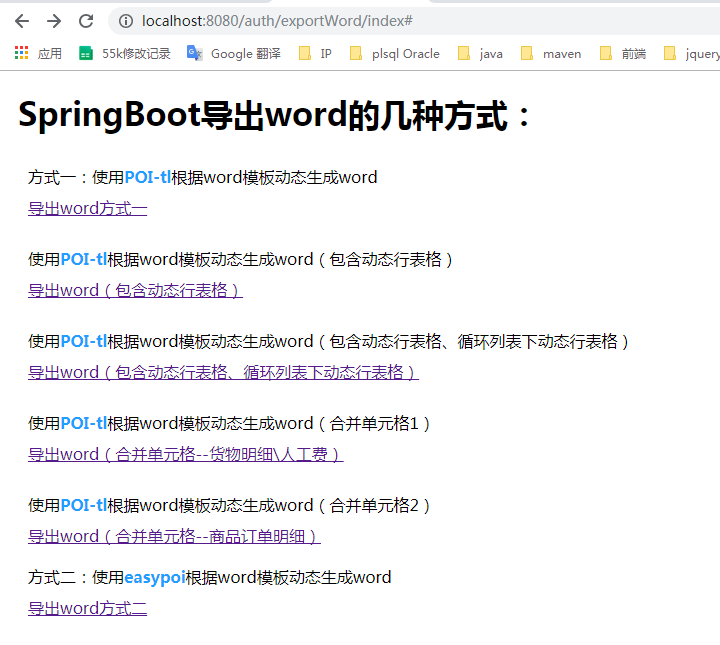 localhost:8080/auth/exportWord/index#
应用 55k修改记录 Google 翻译 IP plsql Oracle java maven 前端 jquery
SpringBoot导出word的几种方式：
方式一：使用POI-tl根据word模板动态生成word
导出word方式一
使用POI-tl根据word模板动态生成word（包含动态行表格）
导出word（包含动态行表格）
使用POI-tl根据word模板动态生成word（包含动态行表格、循环列表下动态行表格）
导出word（包含动态行表格、循环列表下动态行表格）
使用POI-tl根据word模板动态生成word（合并单元格1）
导出word（合并单元格--货物明细\人工费）
使用POI-tl根据word模板动态生成word（合并单元格2）
导出word（合并单元格--商品订单明细）
方式二：使用easypoi根据word模板动态生成word
导出word方式二